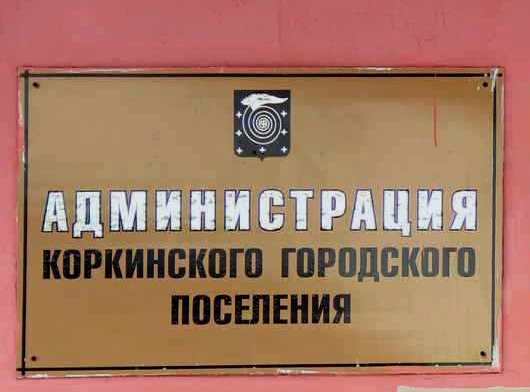 АДМИНИСТРАЦИЯ
КОРКИНСКОГО ГОРОДСКОГО
ПОСЕЛЕНИЯ